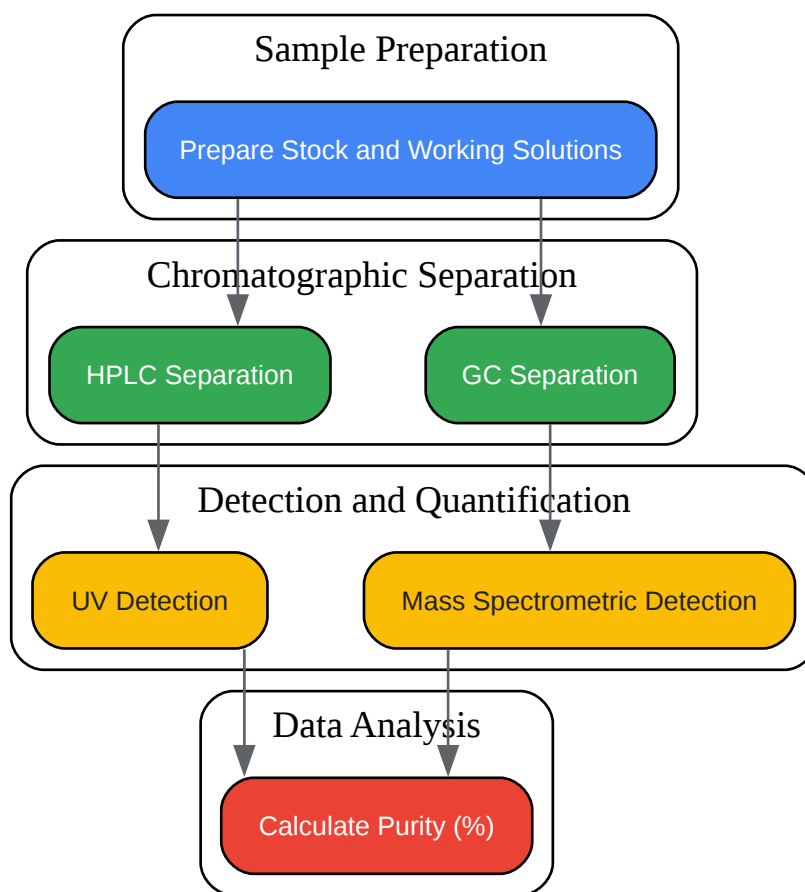 Sample Preparation
Prepare Stock and Working Solutions
Chromatographic Separation
HPLC Separation
GC Separation
Detection and Quantification
UV Detection
Mass Spectrometric Detection
Data Analysis
Calculate Purity (%)